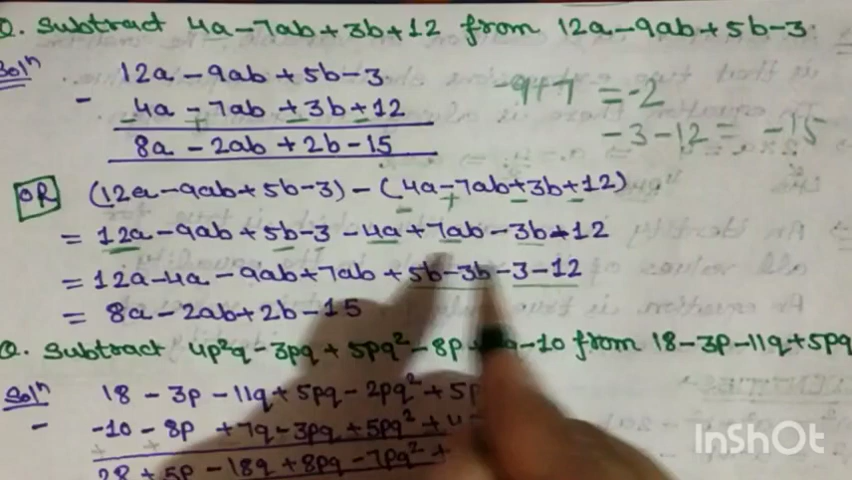 Q. Subtract 4a-7ab+3b+12 from 12a-9ab+5b-3
Solⁿ 12a-9ab+5b-3
- 4a-7ab+3b+12
- + - -
8a-2ab+2b-15
-9+7 = -2
-3-12 = -15
OR (12a-9ab+5b-3)-(4a-7ab+3b+12)
- + - -
= 12a-9ab+5b-3-4a+7ab-3b-12
= 12a-4a-9ab+7ab+5b-3b-3-12
= 8a-2ab+2b-15
Q. Subtract 4p²q-3pq+5pq²-8p+ q-10 from 18-3p-11q+5pq
Solⁿ 18-3p-11q+5pq-2pq²+5p
- -10-8p+7q-3pq+5pq²+4
+ +
28+5p-18q+8pq-7pq²+
InShOt